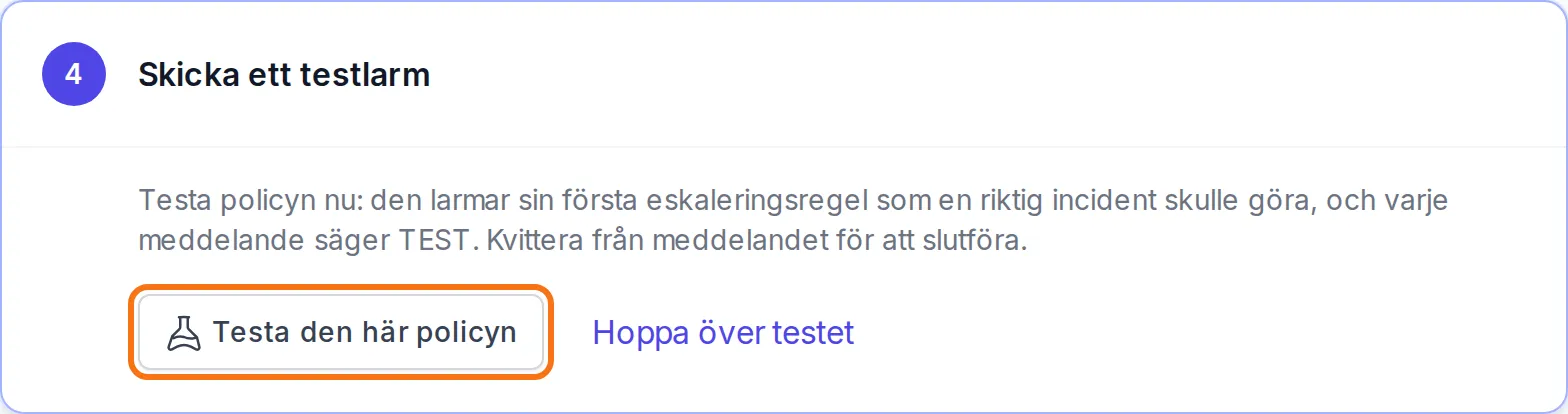 4
Skicka ett testlarm
Testa policyn nu: den larmar sin första eskaleringsregel som en riktig incident skulle göra, och varje
meddelande säger TEST. Kvittera från meddelandet för att slutföra.
Testa den här policyn
Hoppa över testet